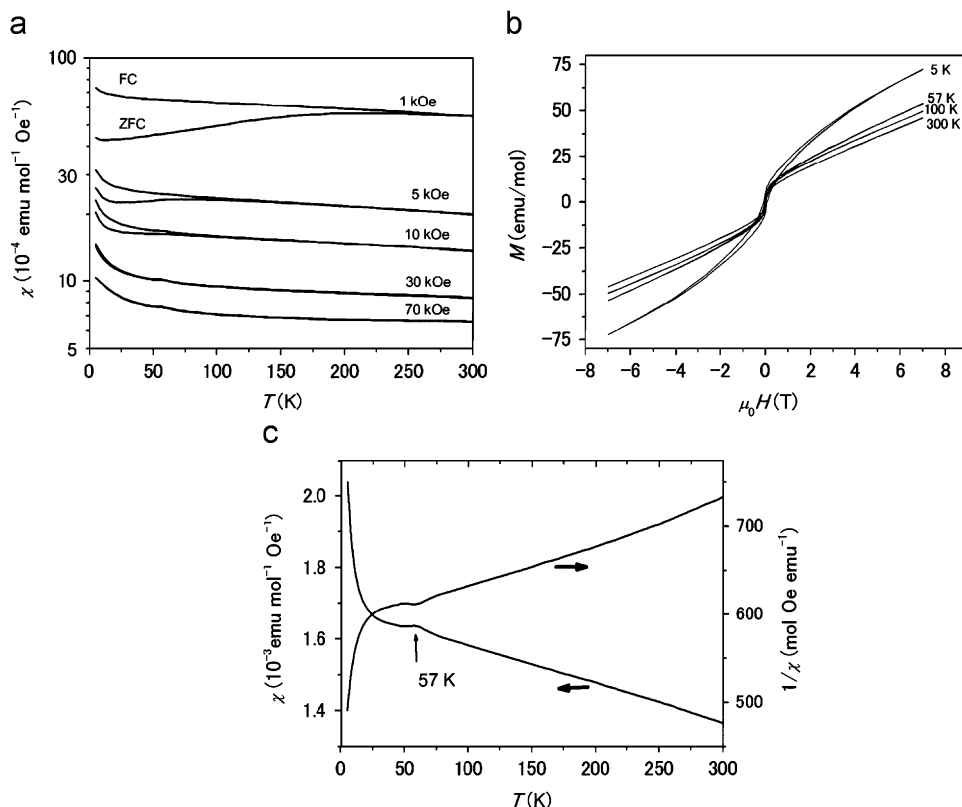 a
100
30
10
5
χ (10⁻⁴ emu mol⁻¹ Oe⁻¹)
FC
1 kOe
ZFC
5 kOe
10 kOe
30 kOe
70 kOe
0 50 100 150 200 250 300
T(K)
b
75
50
25
0
−25
−50
−75
M (emu/mol)
5 K
57 K
100 K
300 K
−8 −6 −4 −2 0 2 4 6 8
μ₀H(T)
c
2.0
1.8
1.6
1.4
χ (10⁻³emu mol⁻¹ Oe⁻¹)
57 K
700
600
500
1/χ (mol Oe emu⁻¹)
0 50 100 150 200 250 300
T(K)